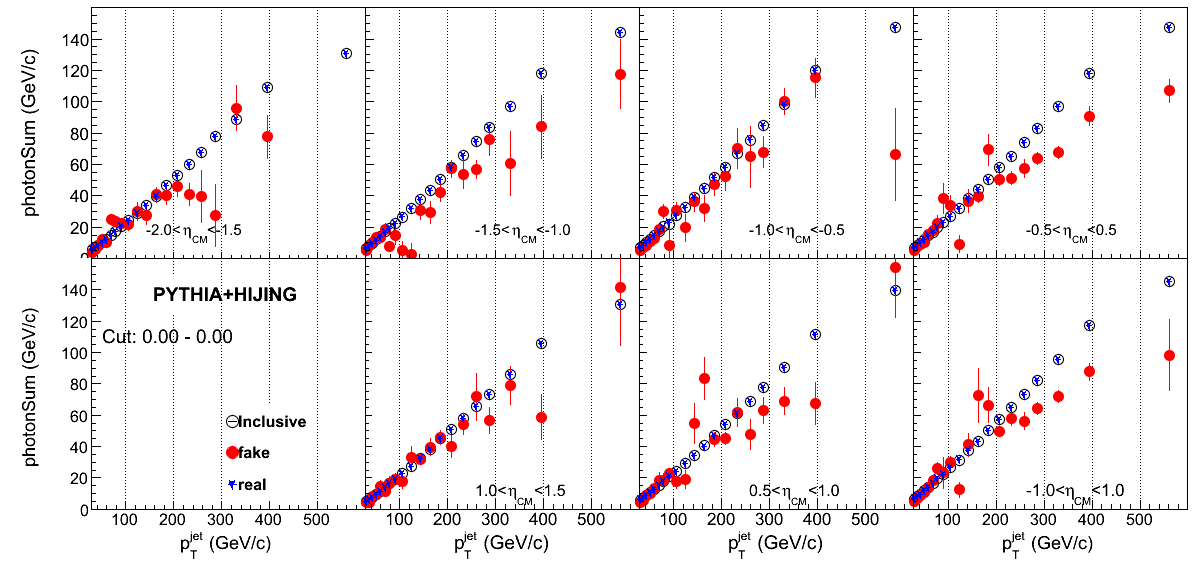 photonSum (GeV/c)
140
120
100
80
60
40
20
0
-2.0<η_CM<-1.5
-1.5<η_CM<-1.0
-1.0<η_CM<-0.5
-0.5<η_CM<0.5
photonSum (GeV/c)
140
120
100
80
60
40
20
0
PYTHIA+HIJING
Cut: 0.00 - 0.00
Inclusive
fake
real
1.0<η_CM<1.5
0.5<η_CM<1.0
-1.0<η_CM<1.0
100 200 300 400 500
100 200 300 400 500
100 200 300 400 500
100 200 300 400 500
p_T^jet (GeV/c)
p_T^jet (GeV/c)
p_T^jet (GeV/c)
p_T^jet (GeV/c)